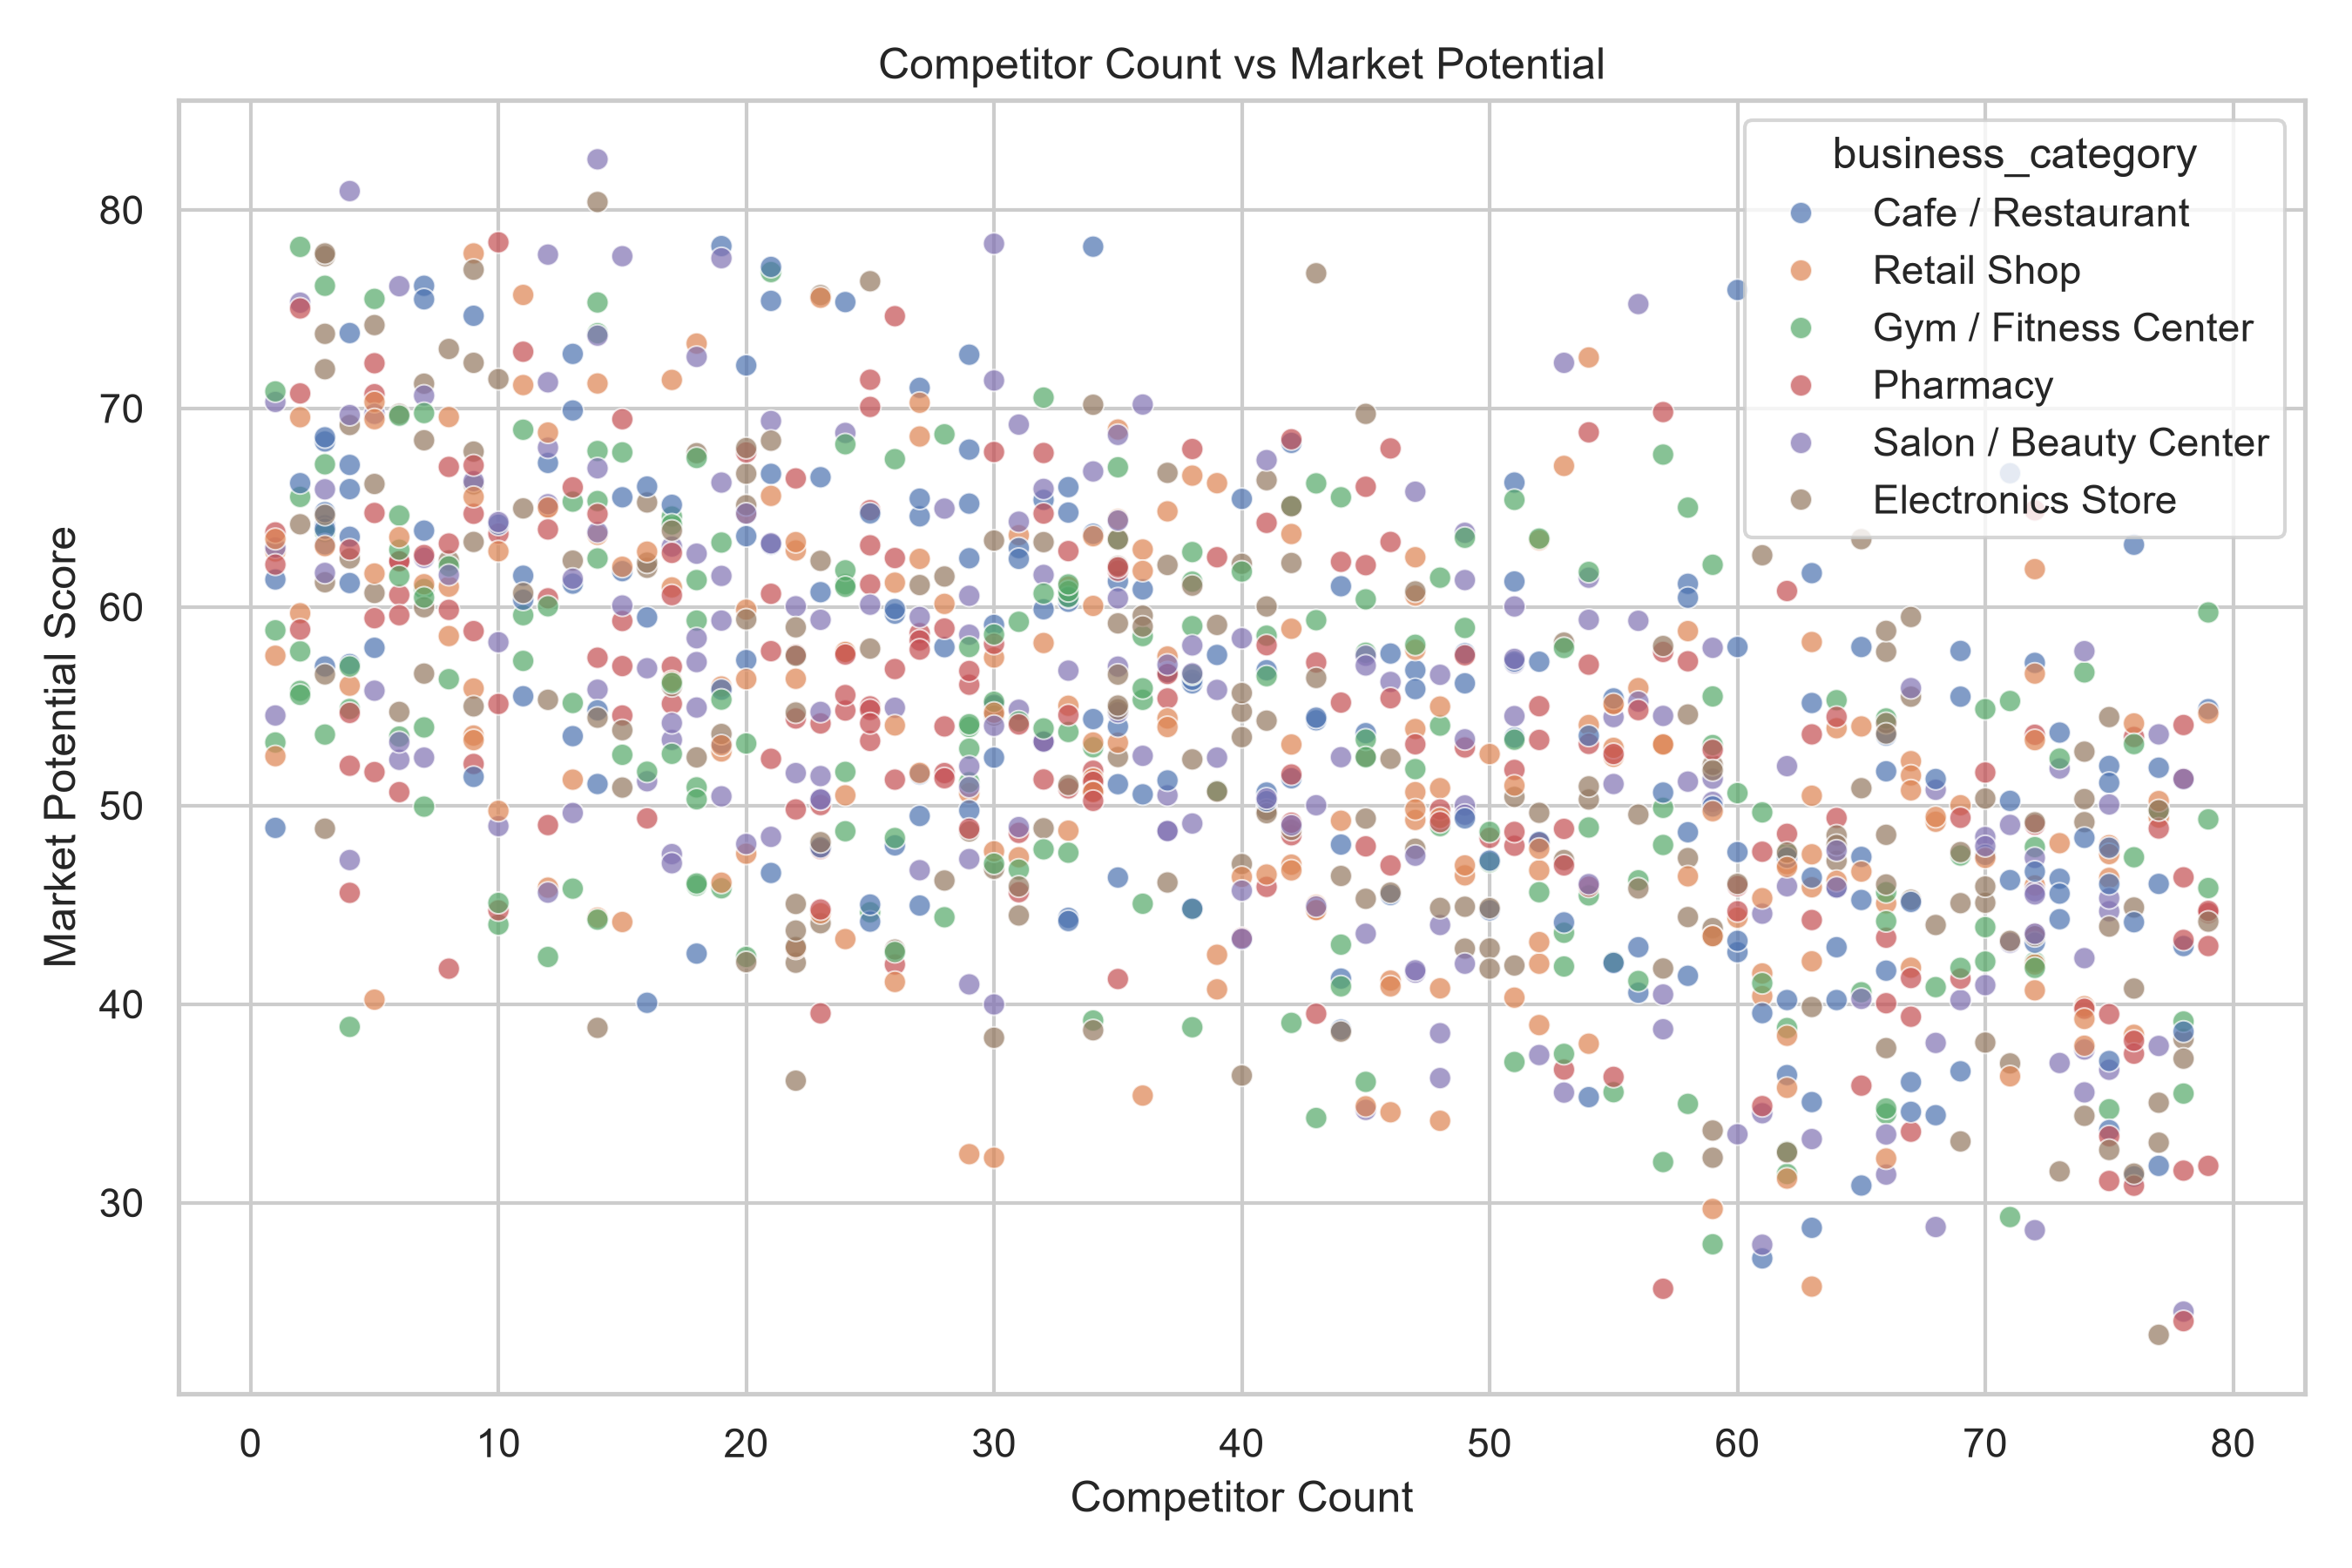 Competitor Count vs Market Potential
business_category
Cafe / Restaurant
Retail Shop
Gym / Fitness Center
Pharmacy
Salon / Beauty Center
Electronics Store
Market Potential Score
80
70
60
50
40
30
0 10 20 30 40 50 60 70 80
Competitor Count